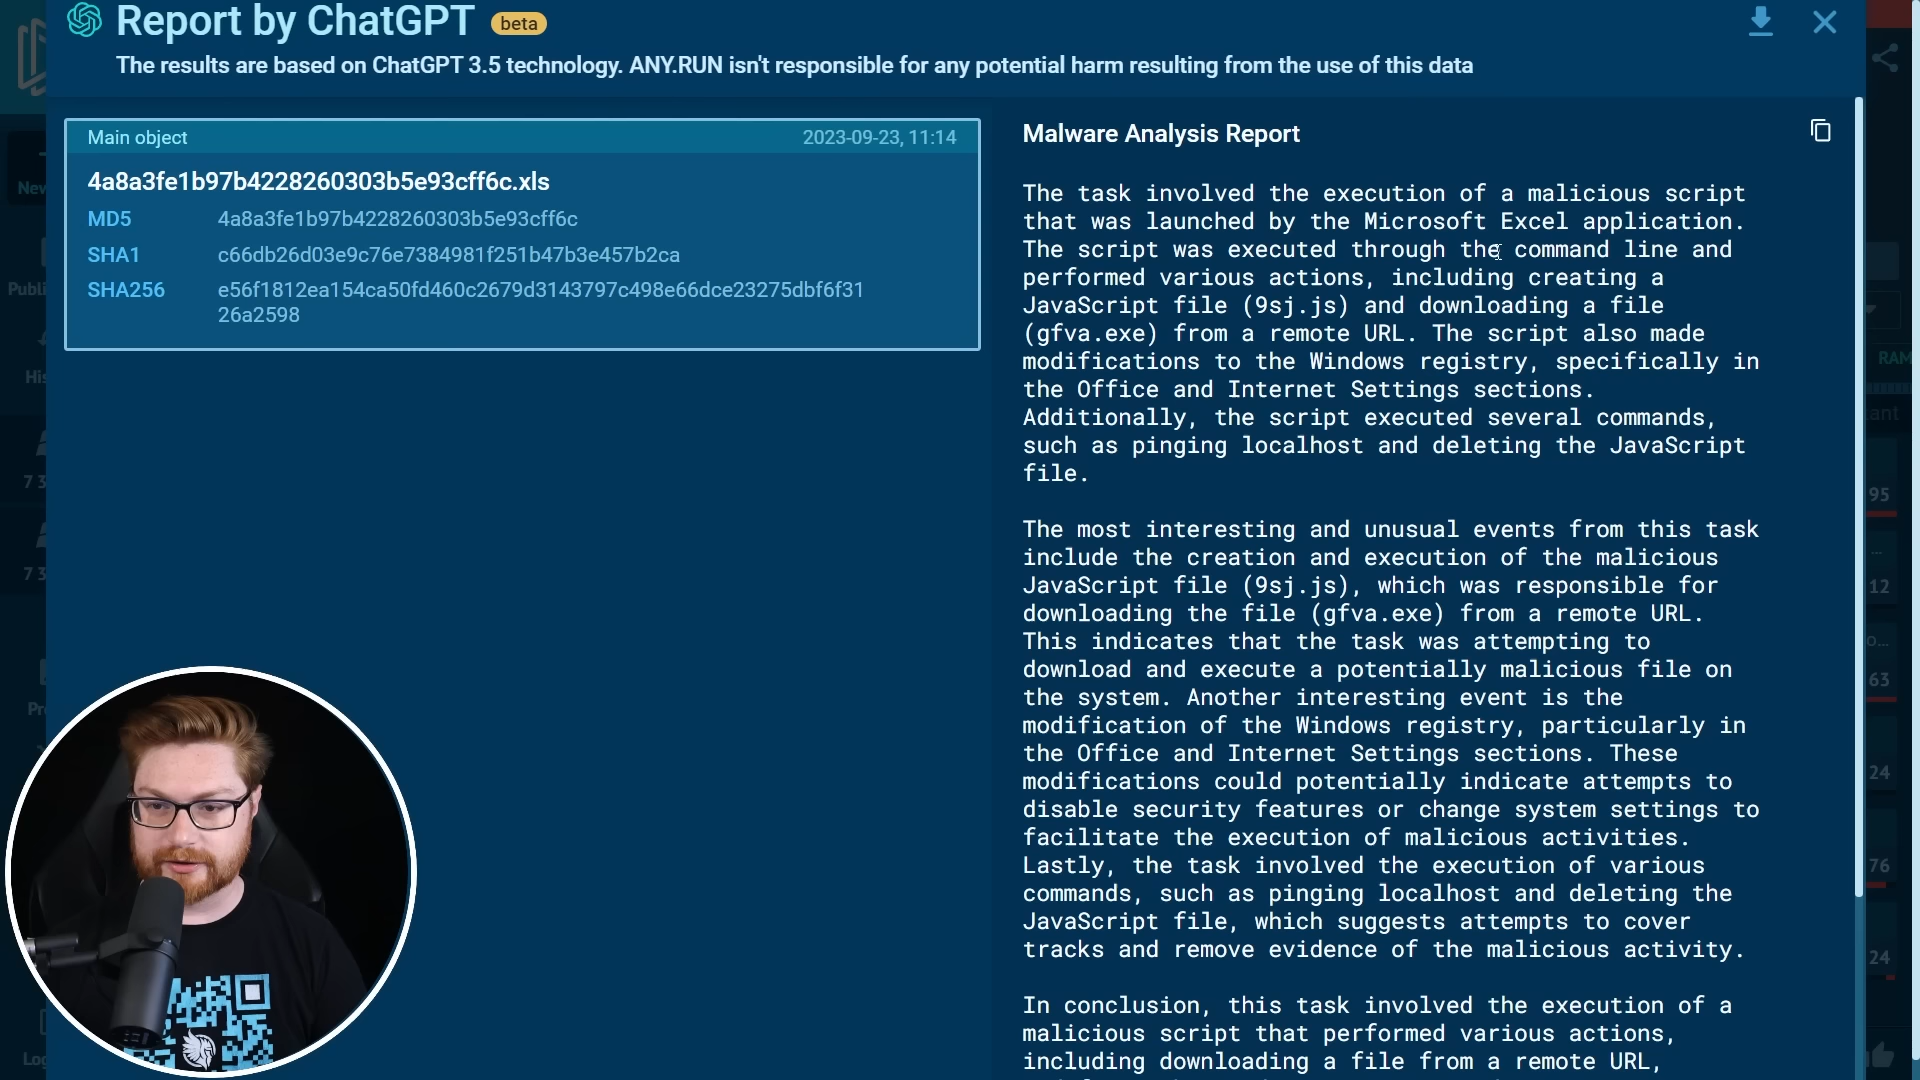 Report by ChatGPT beta
The results are based on ChatGPT 3.5 technology. ANY.RUN isn't responsible for any potential harm resulting from the use of this data
Main object 2023-09-23, 11:14
4a8a3fe1b97b4228260303b5e93cff6c.xls
MD5 4a8a3fe1b97b4228260303b5e93cff6c
SHA1 c66db26d03e9c76e7384981f251b47b3e457b2ca
SHA256 e56f1812ea154ca50fd460c2679d3143797c498e66dce23275dbf6f31
26a2598
Malware Analysis Report
The task involved the execution of a malicious script
that was launched by the Microsoft Excel application.
The script was executed through the command line and
performed various actions, including creating a
JavaScript file (9sj.js) and downloading a file
(gfva.exe) from a remote URL. The script also made
modifications to the Windows registry, specifically in
the Office and Internet Settings sections.
Additionally, the script executed several commands,
such as pinging localhost and deleting the JavaScript
file.
The most interesting and unusual events from this task
include the creation and execution of the malicious
JavaScript file (9sj.js), which was responsible for
downloading the file (gfva.exe) from a remote URL.
This indicates that the task was attempting to
download and execute a potentially malicious file on
the system. Another interesting event is the
modification of the Windows registry, particularly in
the Office and Internet Settings sections. These
modifications could potentially indicate attempts to
disable security features or change system settings to
facilitate the execution of malicious activities.
Lastly, the task involved the execution of various
commands, such as pinging localhost and deleting the
JavaScript file, which suggests attempts to cover
tracks and remove evidence of the malicious activity.
In conclusion, this task involved the execution of a
malicious script that performed various actions,
including downloading a file from a remote URL,
New
7 3
7 3
RAM
95
12
63
24
76
24